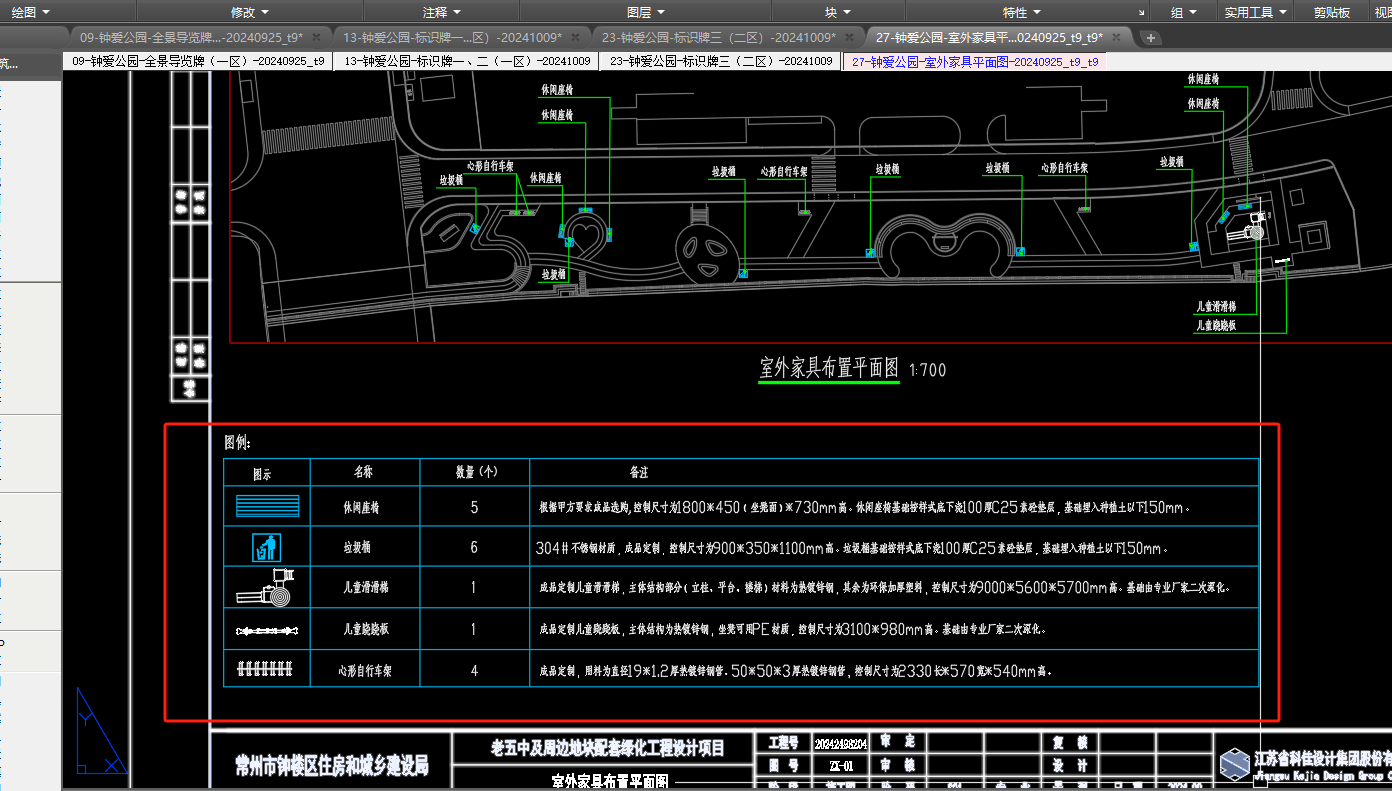 绘图 修改 注释 图层 块 特性 组 实用工具 剪贴板 视图
09-钟爱公园-全景导览牌...-20240925_t9* 13-钟爱公园-标识牌一...区）-20241009* 23-钟爱公园-标识牌三（二区）-20241009* 27-钟爱公园-室外家具平...0240925_t9_t9*
筑...
09-钟爱公园-全景导览牌（一区）-20240925_t9 13-钟爱公园-标识牌一、二（一区）-20241009 23-钟爱公园-标识牌三（二区）-20241009 27-钟爱公园-室外家具平面图-20240925_t9_t9
休闲座椅
休闲座椅
休闲座椅
休闲座椅
心形自行车架
垃圾桶
休闲座椅
垃圾桶
心形自行车架
垃圾桶
垃圾桶
心形自行车架
垃圾桶
垃圾桶
儿童滑滑梯
儿童跷跷板
室外家具布置平面图 1:700
图例:
图示 名称 数量（个） 备注
休闲座椅 5 根据甲方要求成品选购,控制尺寸为1800*450（坐凳面）*730mm高。休闲座椅基础按样式底下浇100厚C25素砼垫层，基础埋入种植土以下150mm。
垃圾桶 6 304#不锈钢材质，成品定制，控制尺寸为900*350*1100mm高。垃圾桶基础按样式底下浇100厚C25素砼垫层，基础埋入种植土以下150mm。
儿童滑滑梯 1 成品定制儿童滑滑梯，主体结构部分（立柱、平台、楼梯）材料为热镀锌钢，其余为环保加厚塑料，控制尺寸为9000*5600*5700mm高。基础由专业厂家二次深化。
儿童跷跷板 1 成品定制儿童跷跷板，主体结构为热镀锌钢，坐凳可用PE材质，控制尺寸为3100*980mm高。基础由专业厂家二次深化。
心形自行车架 4 成品定制，用料为直径19*1.2厚热镀锌钢管、50*50*3厚热镀锌钢管，控制尺寸为2330长*570宽*540mm高。
常州市钟楼区住房和城乡建设局
老五中及周边地块配套绿化工程设计项目
室外家具布置平面图
工程号 20242468204 审 定 复 核
图 号 ZX-01 审 核 设 计
江苏省科佳设计集团股份有
Jiangsu Kejia Design Group C
Y
X